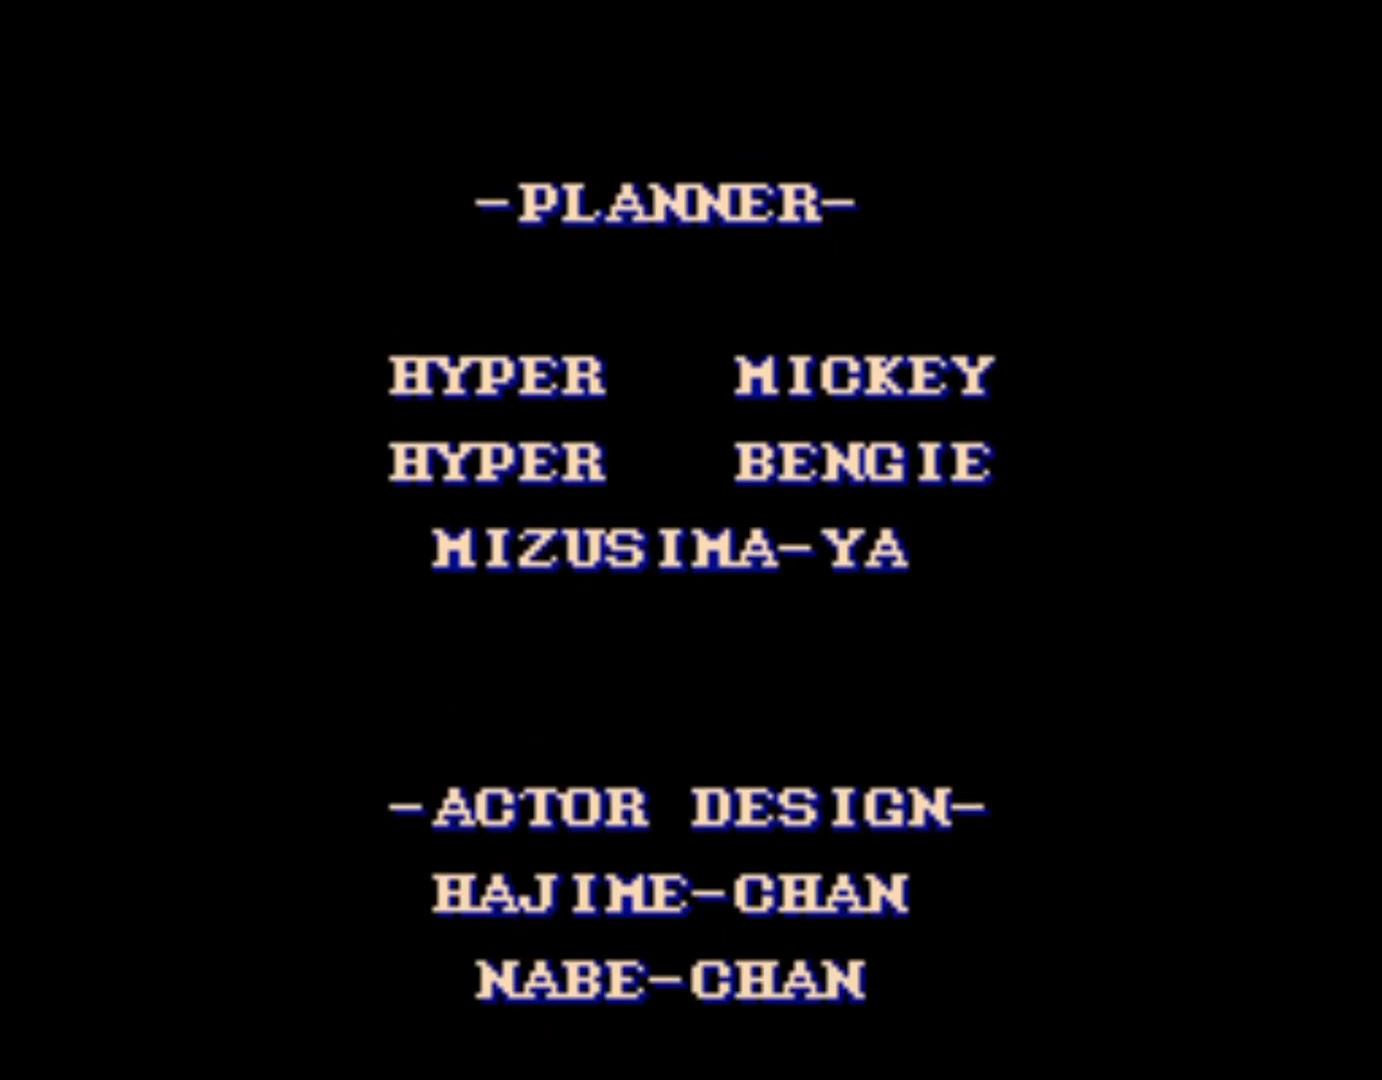 -PLANNER-
HYPER MICKEY
HYPER BENGIE
MIZUSIMA-YA
-ACTOR DESIGN-
HAJIME-CHAN
NABE-CHAN